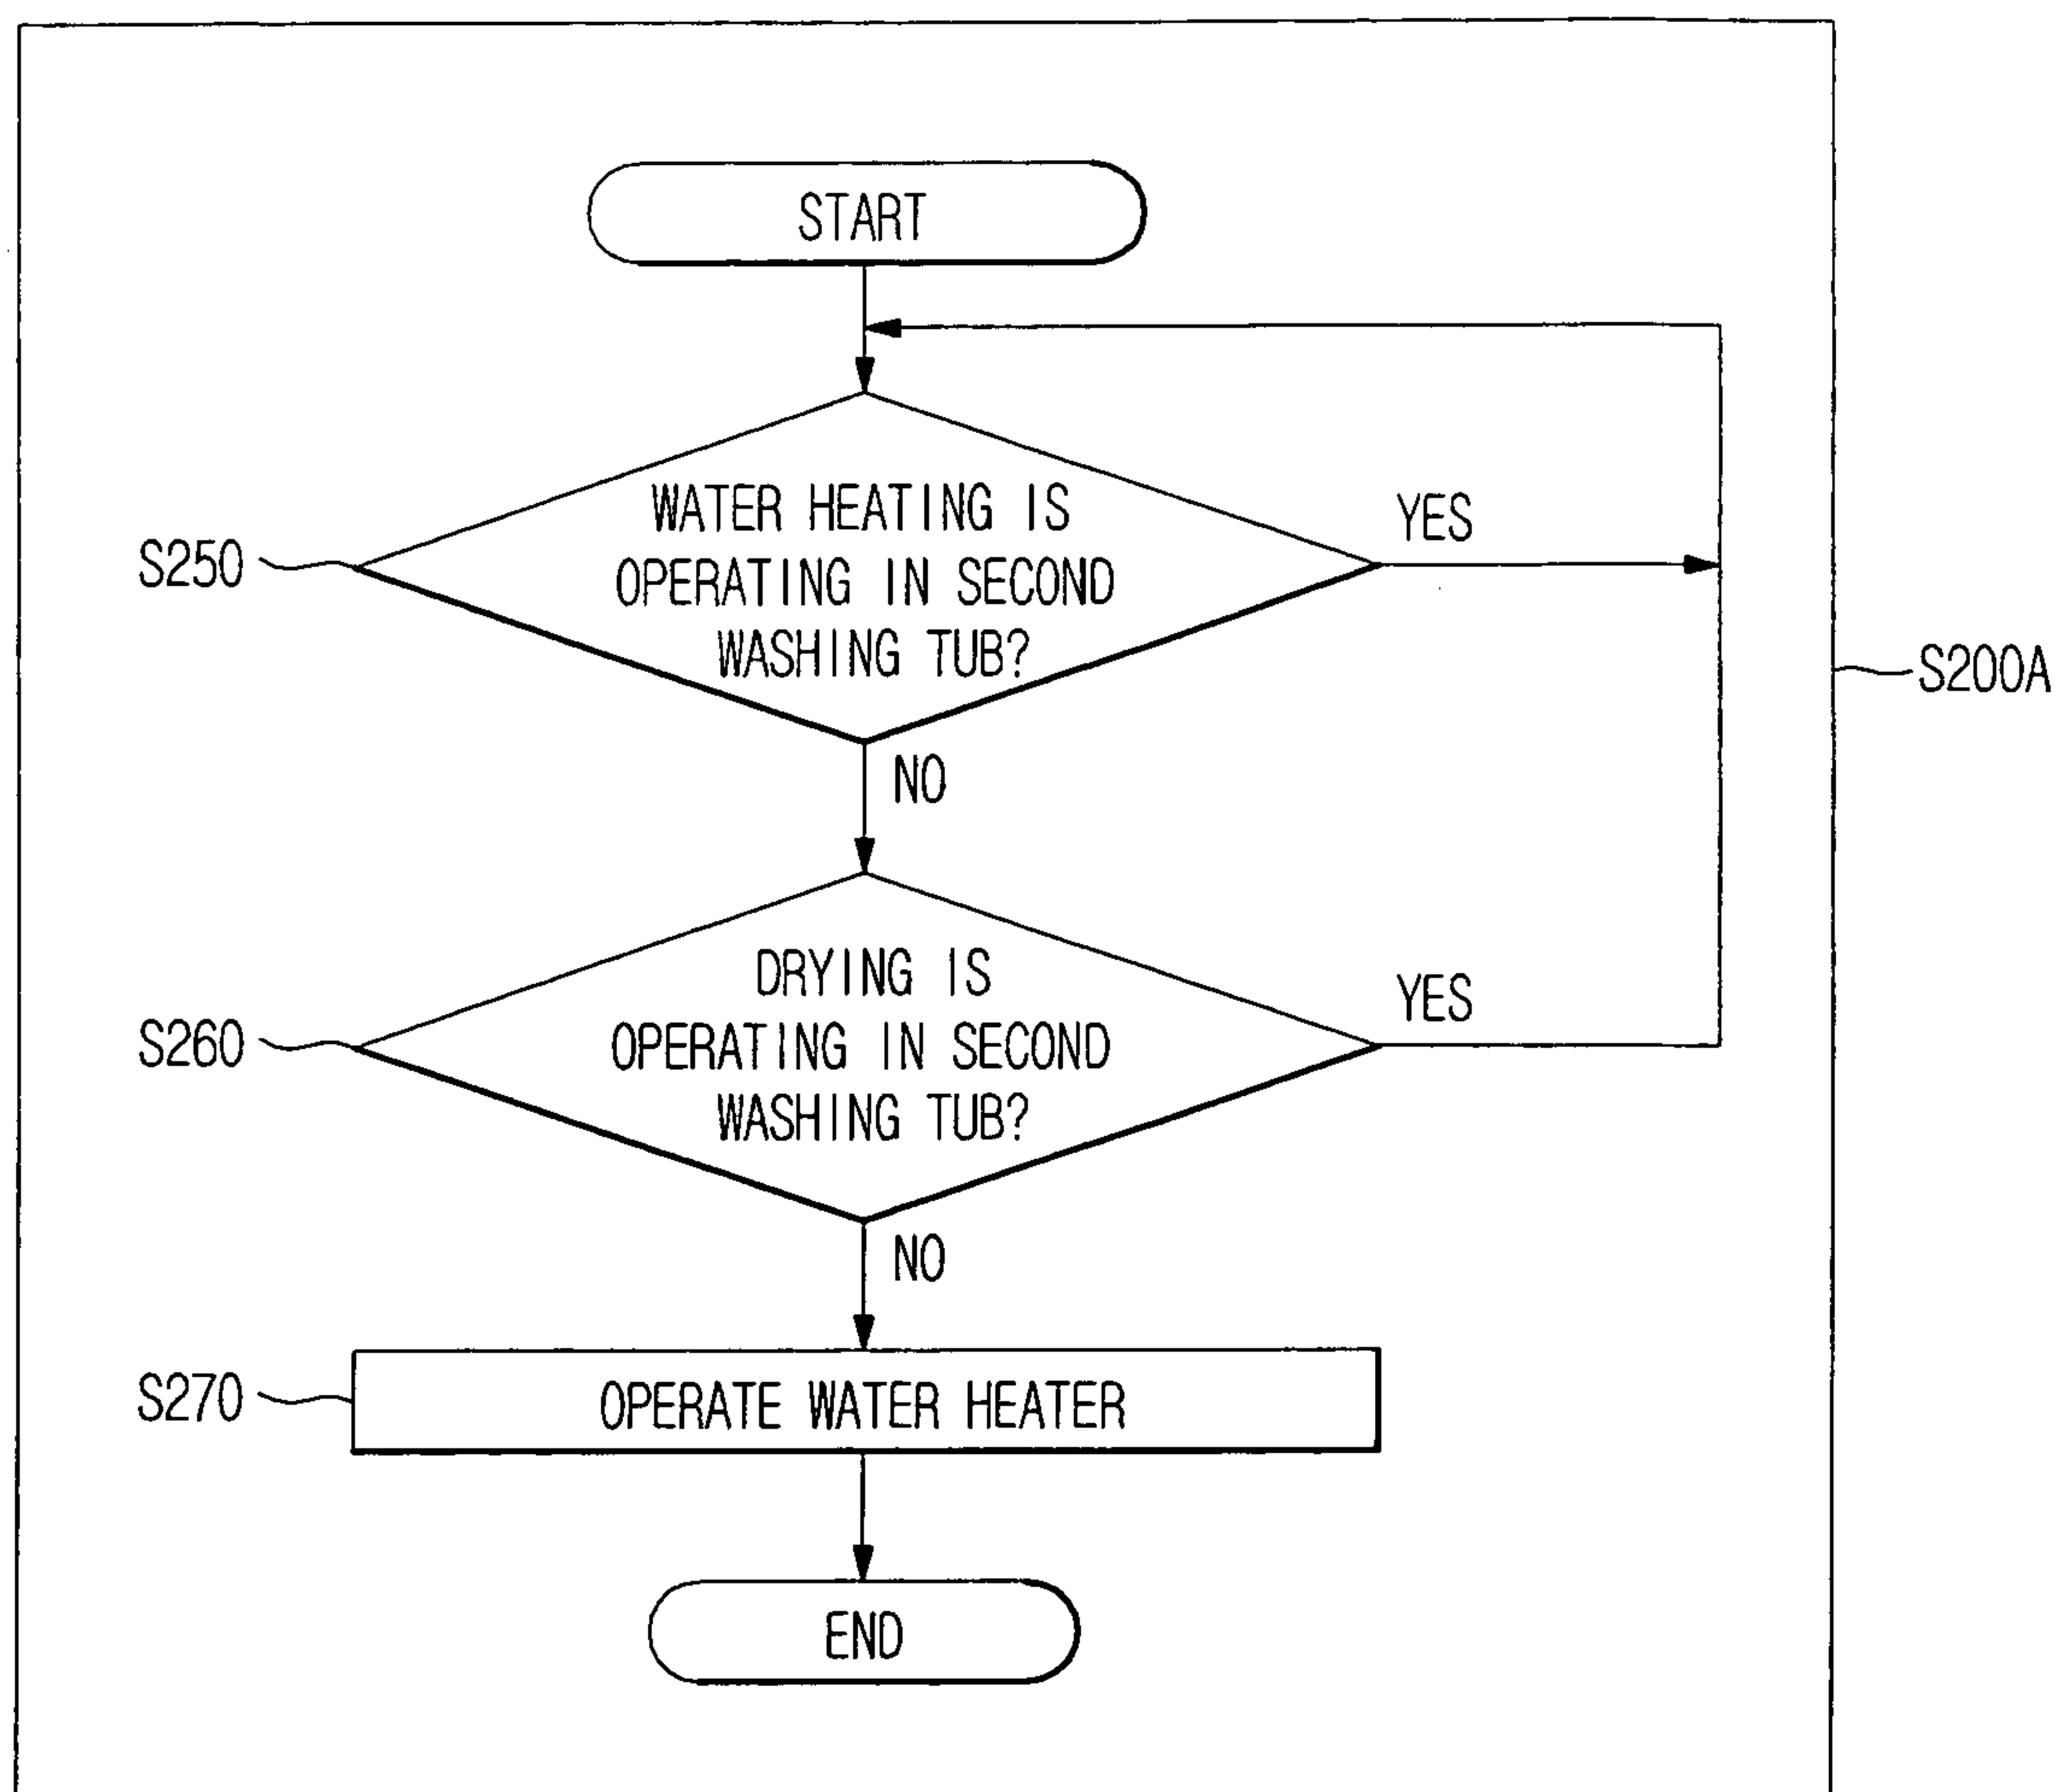 START
WATER HEATING IS
OPERATING IN SECOND
WASHING TUB?
YES
S250
S200A
NO
DRYING IS
OPERATING IN SECOND
WASHING TUB?
YES
S260
NO
S270
OPERATE WATER HEATER
END